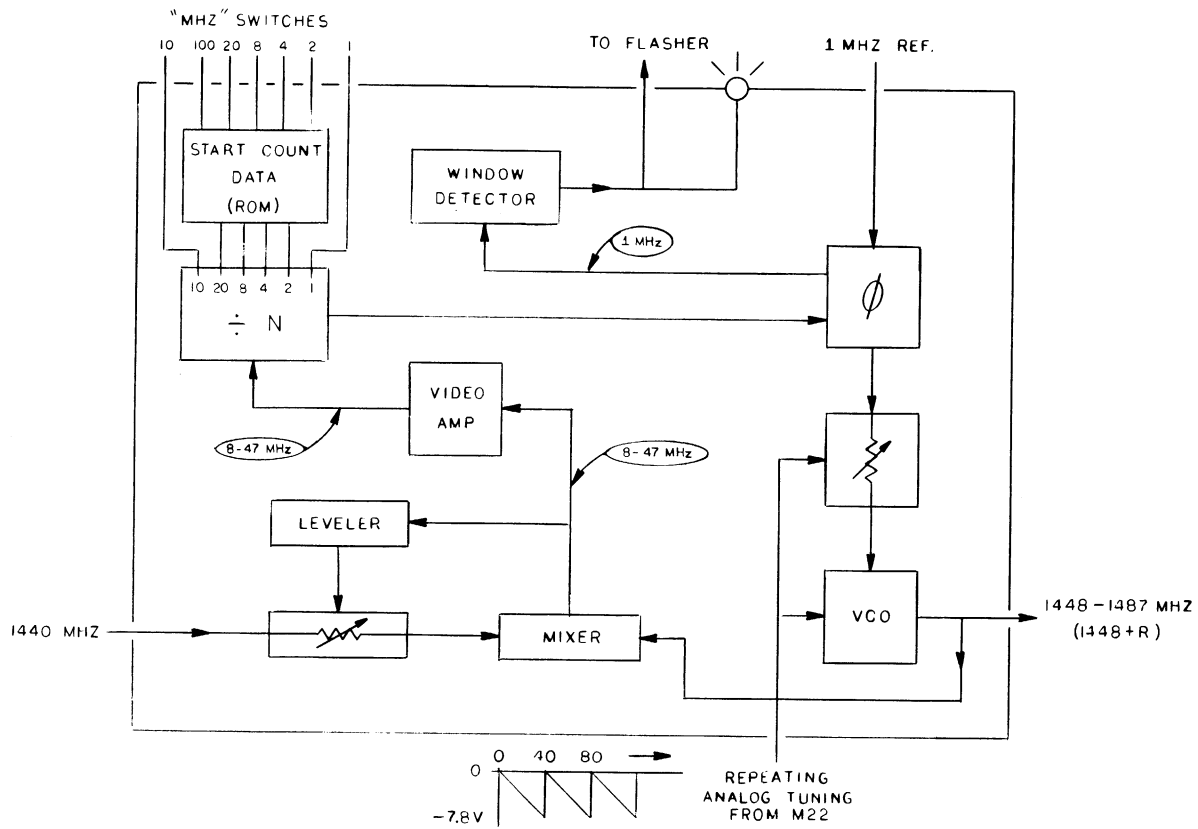 "MHZ" SWITCHES
10 100 20 8 4 2 1
TO FLASHER
1 MHZ REF.
START COUNT
DATA
(ROM)
WINDOW
DETECTOR
1 MHz
10 20 8 4 2 1
÷ N
ϕ
VIDEO
AMP
8-47 MHz
8-47 MHz
LEVELER
1440 MHZ
MIXER
VCO
1448-1487 MHZ
(1448+R)
0 40 80
0
-7.8V
REPEATING
ANALOG TUNING
FROM M22